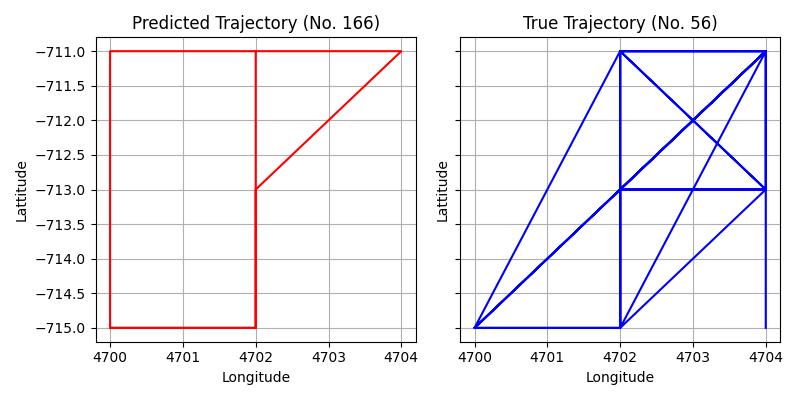 Predicted Trajectory (No. 166)
True Trajectory (No. 56)
Lattitude
−711.0
−711.5
−712.0
−712.5
−713.0
−713.5
−714.0
−714.5
−715.0
4700 4701 4702 4703 4704
Longitude
Lattitude
4700 4701 4702 4703 4704
Longitude